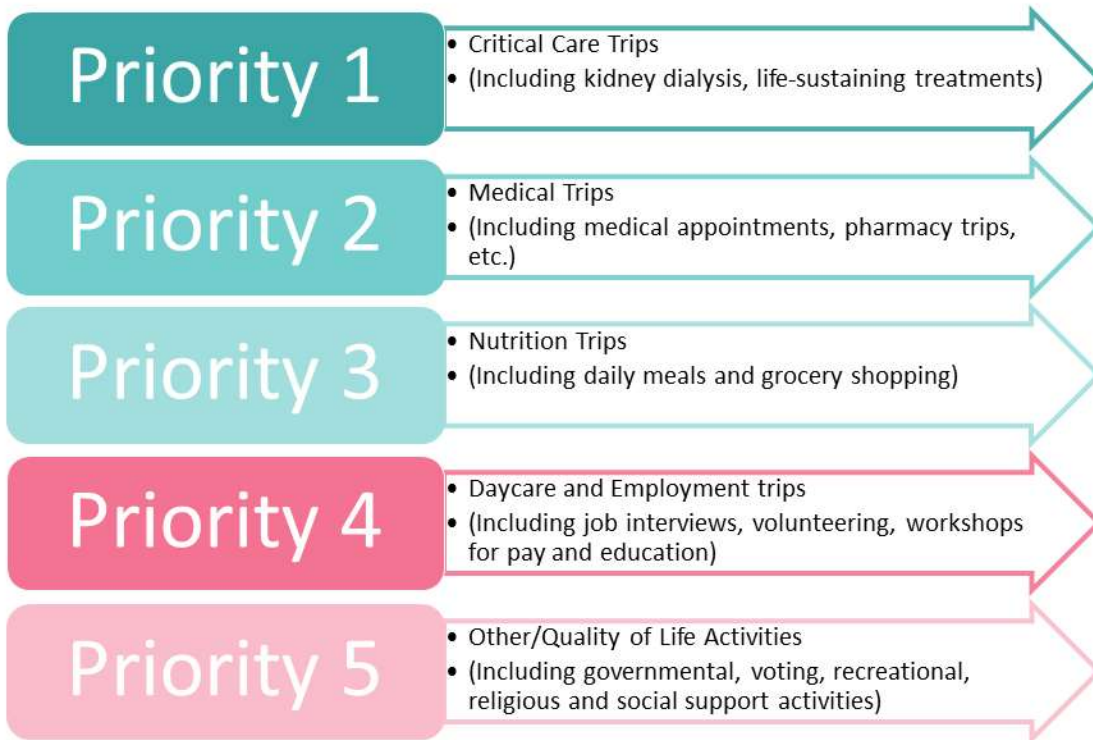 Priority 1
• Critical Care Trips
• (Including kidney dialysis, life-sustaining treatments)
Priority 2
• Medical Trips
• (Including medical appointments, pharmacy trips,
etc.)
Priority 3
• Nutrition Trips
• (Including daily meals and grocery shopping)
Priority 4
• Daycare and Employment trips
• (Including job interviews, volunteering, workshops
for pay and education)
Priority 5
• Other/Quality of Life Activities
• (Including governmental, voting, recreational,
religious and social support activities)